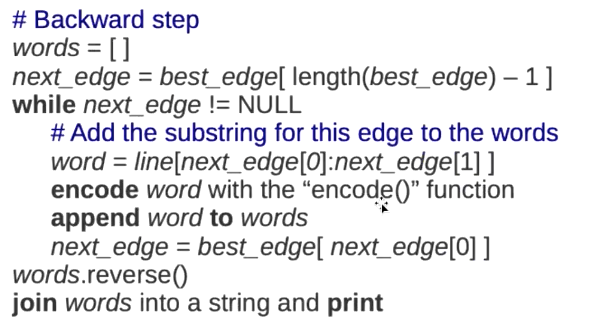 # Backward step
words = [ ]
next_edge = best_edge[ length(best_edge) – 1 ]
while next_edge != NULL
# Add the substring for this edge to the words
word = line[next_edge[0]:next_edge[1] ]
encode word with the “encode()” function
append word to words
next_edge = best_edge[ next_edge[0] ]
words.reverse()
join words into a string and print